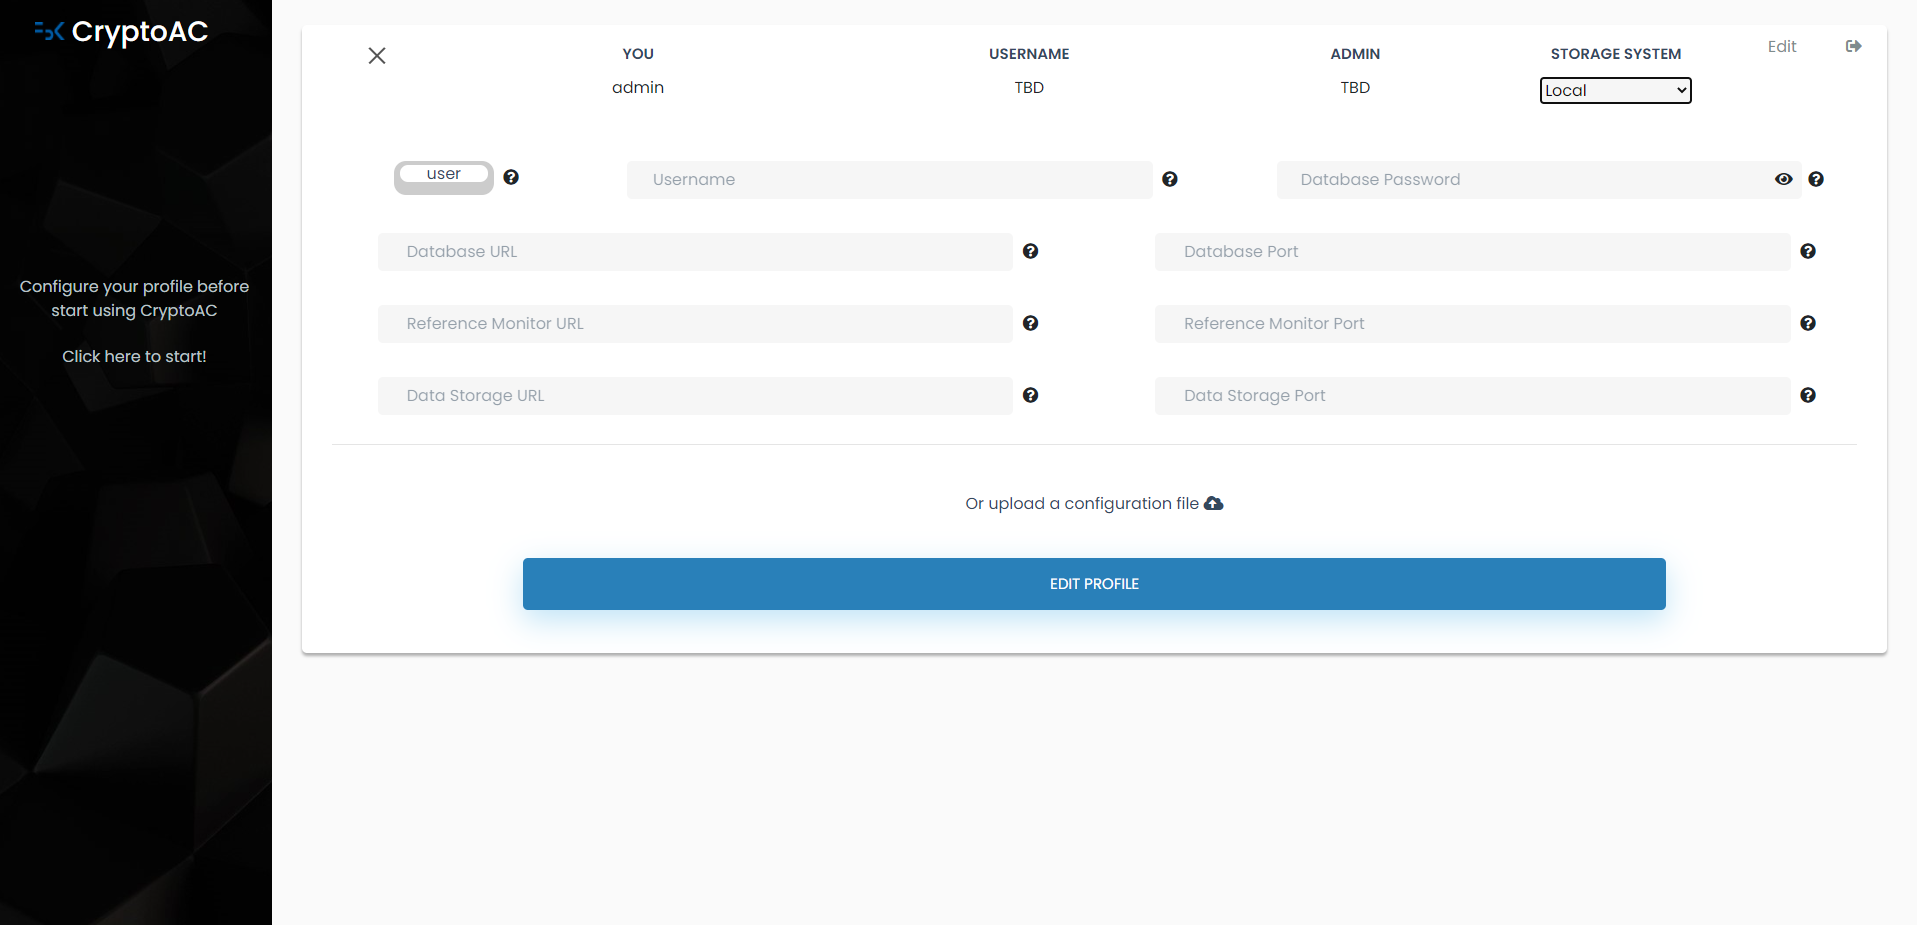 CryptoAC
Configure your profile before
start using CryptoAC
Click here to start!
YOU
admin
USERNAME
TBD
ADMIN
TBD
STORAGE SYSTEM
Local
Edit
user
Username
Database Password
Database URL
Database Port
Reference Monitor URL
Reference Monitor Port
Data Storage URL
Data Storage Port
Or upload a configuration file
EDIT PROFILE